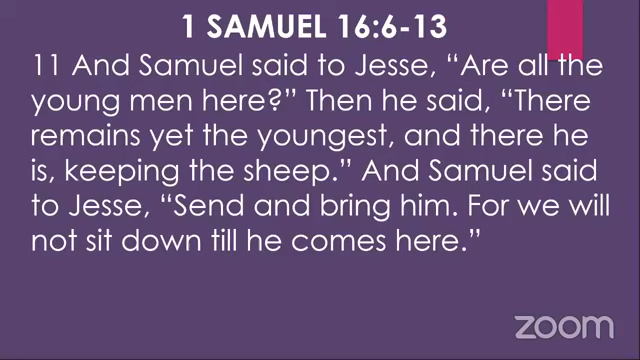 1 SAMUEL 16:6-13
11 And Samuel said to Jesse, “Are all the
young men here?” Then he said, “There
remains yet the youngest, and there he
is, keeping the sheep.” And Samuel said
to Jesse, “Send and bring him. For we will
not sit down till he comes here.”
zoom